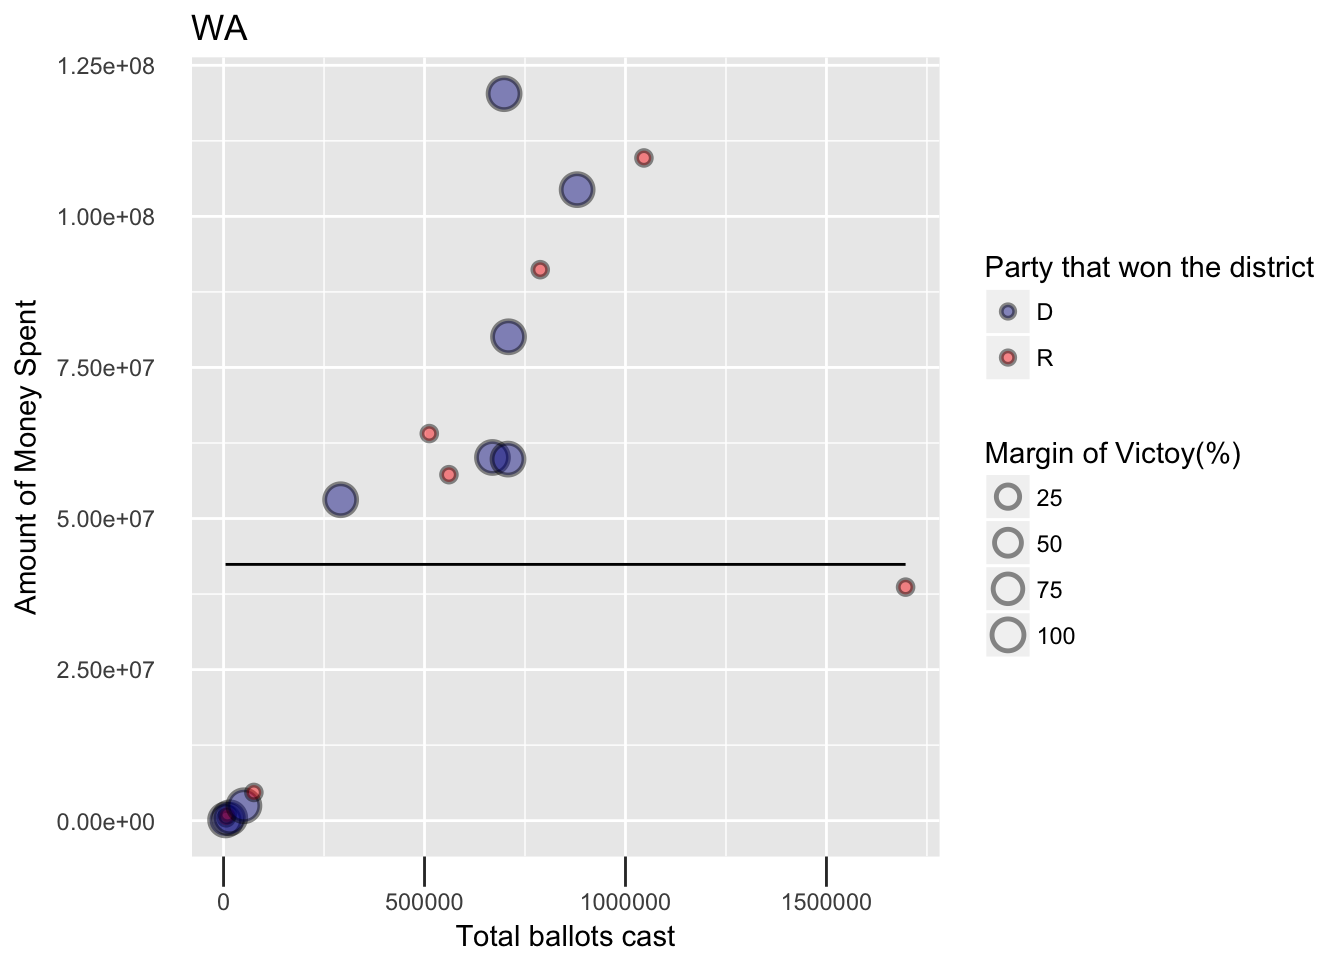 WA
1.25e+08
1.00e+08
7.50e+07
5.00e+07
2.50e+07
0.00e+00
Amount of Money Spent
0 500000 1000000 1500000
Total ballots cast
Party that won the district
D
R
Margin of Victoy(%)
25
50
75
100